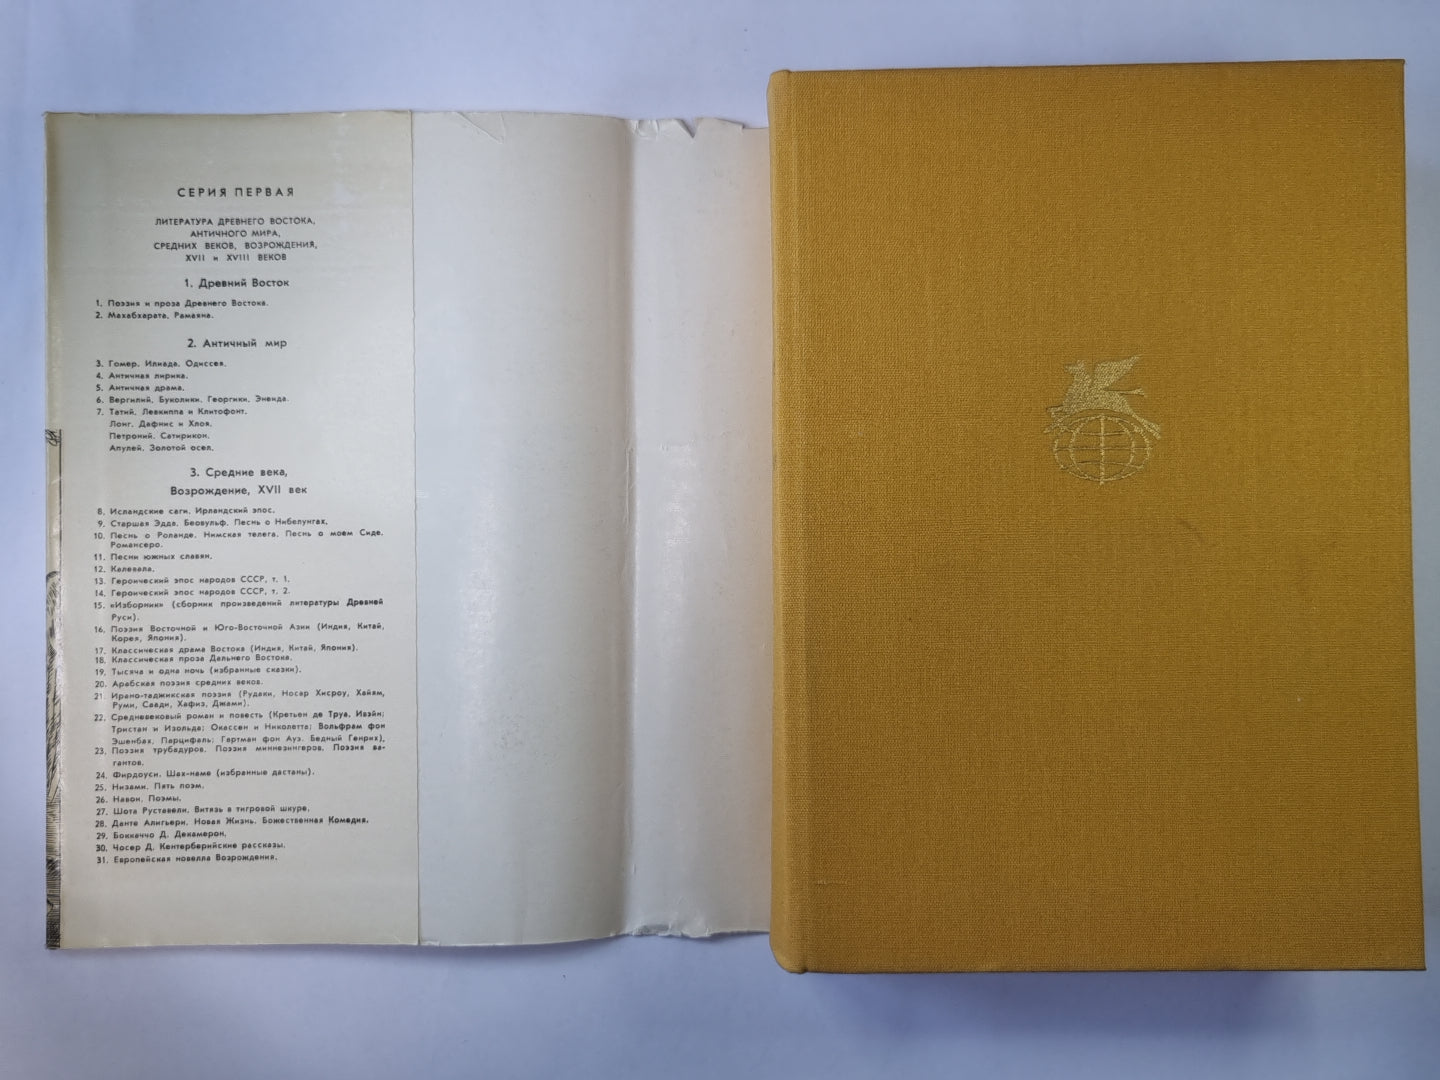 СЕРИЯ ПЕРВАЯ
ЛИТЕРАТУРА ДРЕВНЕГО ВОСТОКА,
АНТИЧНОГО МИРА,
СРЕДНИХ ВЕКОВ, ВОЗРОЖДЕНИЯ,
XVII и XVIII ВЕКОВ
1. Древний Восток
1. Поэзия и проза Древнего Востока.
2. Махабхарата. Рамаяна.
2. Античный мир
3. Гомер. Илиада. Одиссея.
4. Античная лирика.
5. Античная драма.
6. Вергилий. Буколики. Георгики. Энеида.
7. Татий. Левкиппа и Клитофонт.
Лонг. Дафнис и Хлоя.
Петроний. Сатирикон.
Апулей. Золотой осел.
3. Средние века,
Возрождение, XVII век
8. Исландские саги. Ирландский эпос.
9. Старшая Эдда. Беовульф. Песнь о Нибелунгах.
10. Песнь о Роланде. Нимская телега. Песнь о моем Сиде.
Романсеро.
11. Песни южных славян.
12. Калевала.
13. Героический эпос народов СССР, т. 1.
14. Героический эпос народов СССР, т. 2.
15. «Изборник» (сборник произведений литературы Древней
Руси).
16. Поэзия Восточной и Юго-Восточной Азии (Индия, Китай,
Корея, Япония).
17. Классическая драма Востока (Индия, Китай, Япония).
18. Классическая проза Дальнего Востока.
19. Тысяча и одна ночь (избранные сказки).
20. Арабская поэзия средних веков.
21. Ирано-таджикская поэзия (Рудаки, Носир Хисроу, Хайям,
Руми, Саади, Хафиз, Джами).
22. Средневековый роман и повесть (Кретьен де Труа. Ивэйн;
Тристан и Изольда; Окассен и Николетта; Вольфрам фон
Эшенбах. Парцифаль; Гартман фон Ауэ. Бедный Генрих).
23. Поэзия трубадуров. Поэзия миннезингеров. Поэзия ва-
гантов.
24. Фирдоуси. Шах-наме (избранные дастаны).
25. Низами. Пять поэм.
26. Навои. Поэмы.
27. Шота Руставели. Витязь в тигровой шкуре.
28. Данте Алигьери. Новая Жизнь. Божественная Комедия.
29. Боккаччо Д. Декамерон.
30. Чосер Д. Кентерберийские рассказы.
31. Европейская новелла Возрождения.